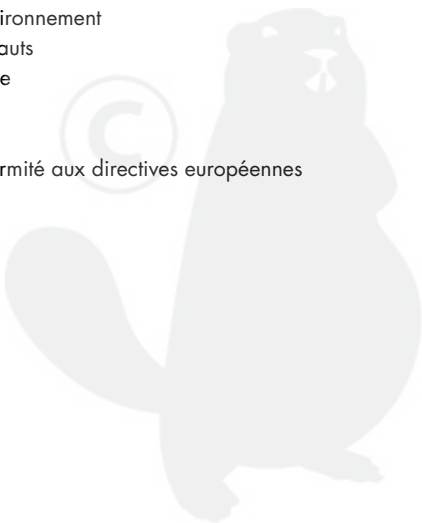 ironnement
auts
e
©
rmité aux directives européennes